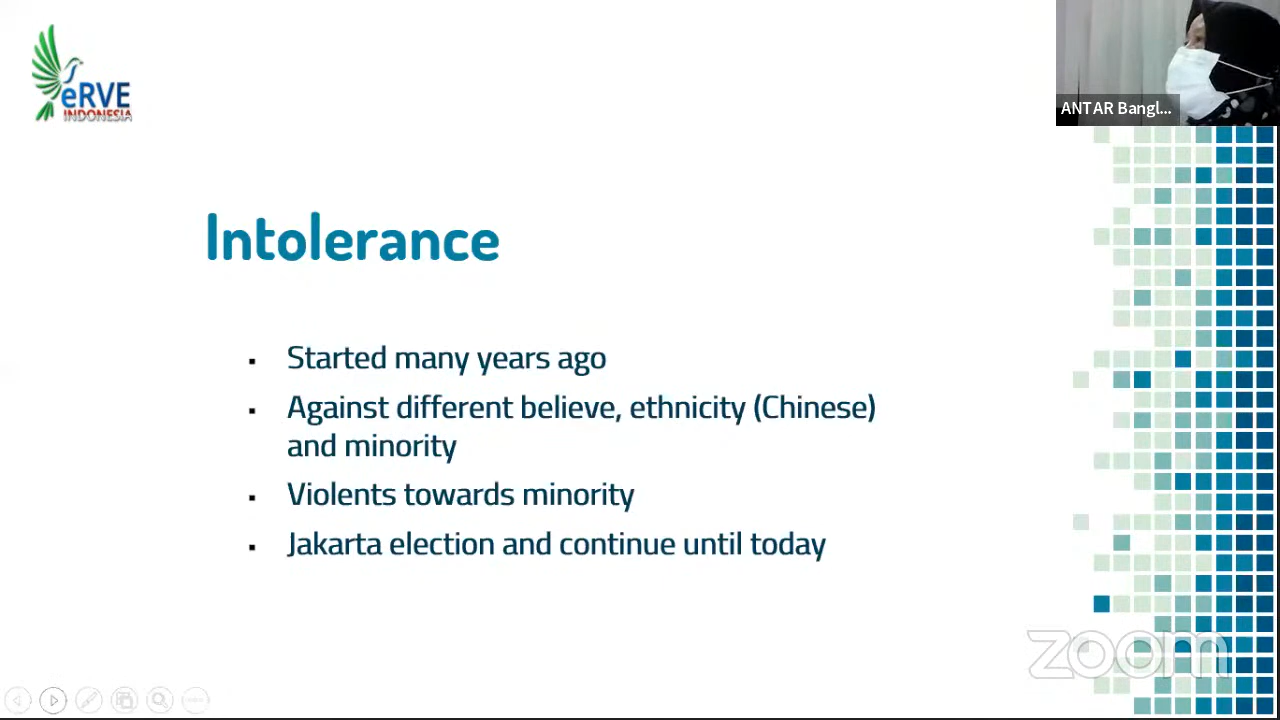 eRVE
INDONESIA
ANTAR Bangl...
Intolerance
Started many years ago
Against different believe, ethnicity (Chinese)
and minority
Violents towards minority
Jakarta election and continue until today
zoom